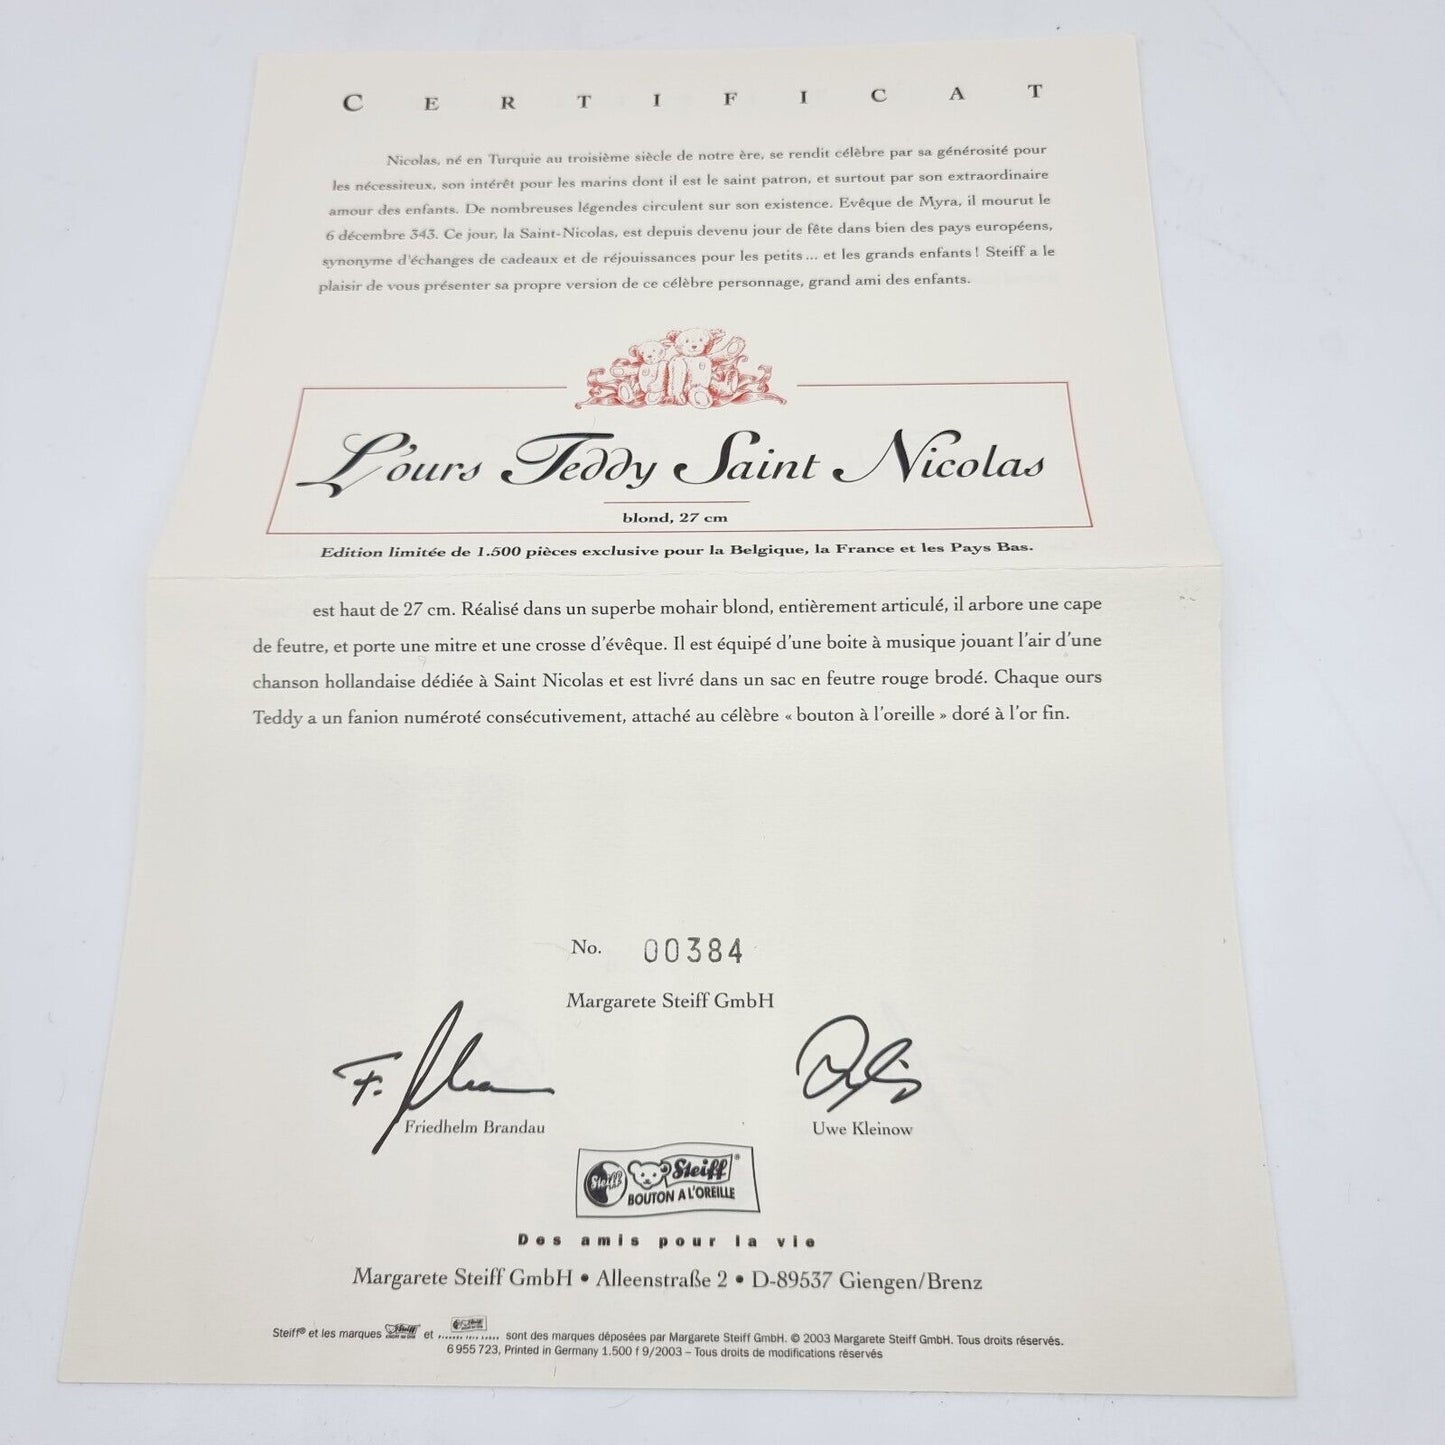 CERTIFICAT
Nicolas, né en Turquie au troisième siècle de notre ère, se rendit célèbre par sa générosité pour
les nécessiteux, son intérêt pour les marins dont il est le saint patron, et surtout par son extraordinaire
amour des enfants. De nombreuses légendes circulent sur son existence. Evêque de Myra, il mourut le
6 décembre 343. Ce jour, la Saint-Nicolas, est depuis devenu jour de fête dans bien des pays européens,
synonyme d'échanges de cadeaux et de réjouissances pour les petits ... et les grands enfants ! Steiff a le
plaisir de vous présenter sa propre version de ce célèbre personnage, grand ami des enfants.
L'ours Teddy Saint Nicolas
blond, 27 cm
Edition limitée de 1.500 pièces exclusive pour la Belgique, la France et les Pays Bas.
est haut de 27 cm. Réalisé dans un superbe mohair blond, entièrement articulé, il arbore une cape
de feutre, et porte une mitre et une crosse d'évêque. Il est équipé d'une boite à musique jouant l'air d'une
chanson hollandaise dédiée à Saint Nicolas et est livré dans un sac en feutre rouge brodé. Chaque ours
Teddy a un fanion numéroté consécutivement, attaché au célèbre « bouton à l'oreille » doré à l'or fin.
No. 00384
Margarete Steiff GmbH
Friedhelm Brandau Uwe Kleinow
Steiff Steiff®
BOUTON A L'OREILLE
Des amis pour la vie
Margarete Steiff GmbH • Alleenstraße 2 • D-89537 Giengen/Brenz
Steiff® et les marques Steiff et sont des marques déposées par Margarete Steiff GmbH. © 2003 Margarete Steiff GmbH. Tous droits réservés.
6 955 723, Printed in Germany 1.500 f 9/2003 – Tous droits de modifications réservés